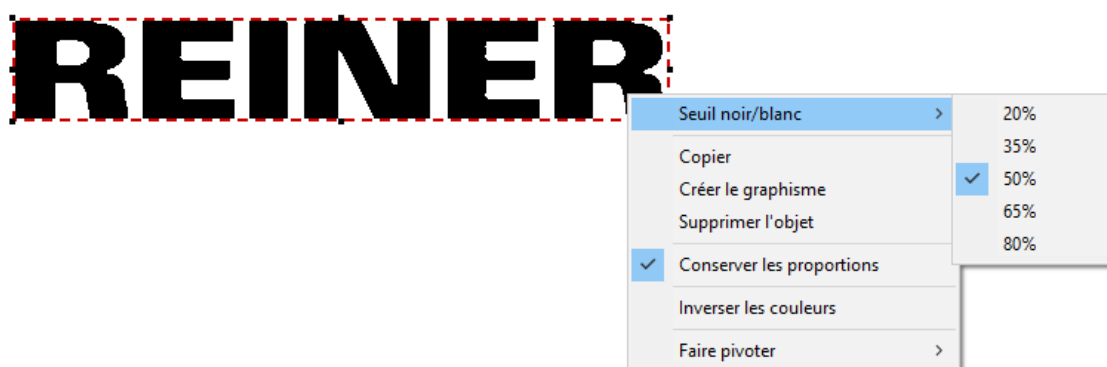 REINER
Seuil noir/blanc
Copier
Créer le graphisme
Supprimer l'objet
Conserver les proportions
Inverser les couleurs
Faire pivoter
20%
35%
50%
65%
80%